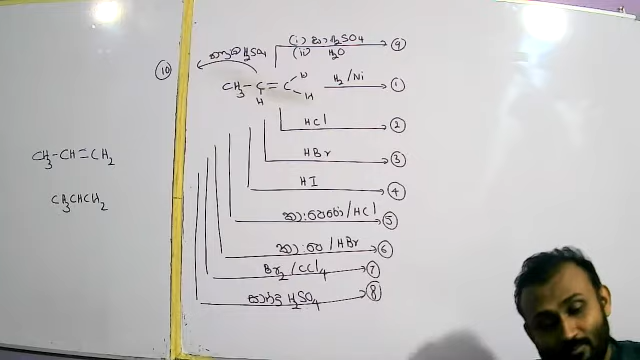 (i) සා.H₂SO₄
(ii) H₂O
⑨
⑩
CH₃-C=C
H
H
H
H₂/Ni
①
HCl
②
HBr
③
HI
④
/HCl
⑤
/HBr
⑥
Br₂/CCl₄
⑦
H₂SO₄
⑧
CH₃-CH=CH₂
CH₃CHCH₂